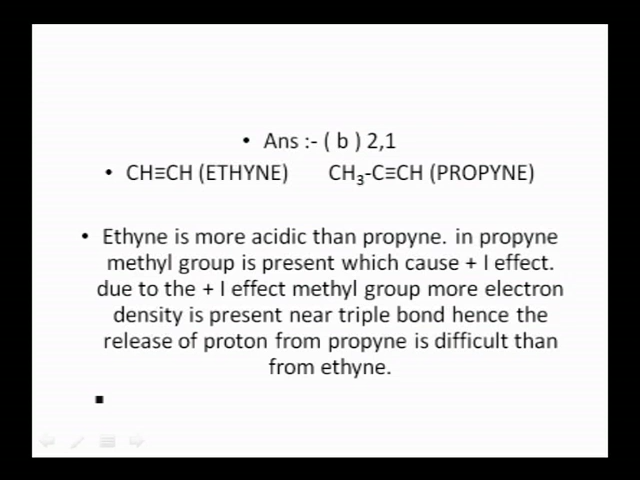 • Ans :- ( b ) 2,1
• CH≡CH (ETHYNE) CH₃-C≡CH (PROPYNE)
• Ethyne is more acidic than propyne. in propyne
methyl group is present which cause + I effect.
due to the + I effect methyl group more electron
density is present near triple bond hence the
release of proton from propyne is difficult than
from ethyne.